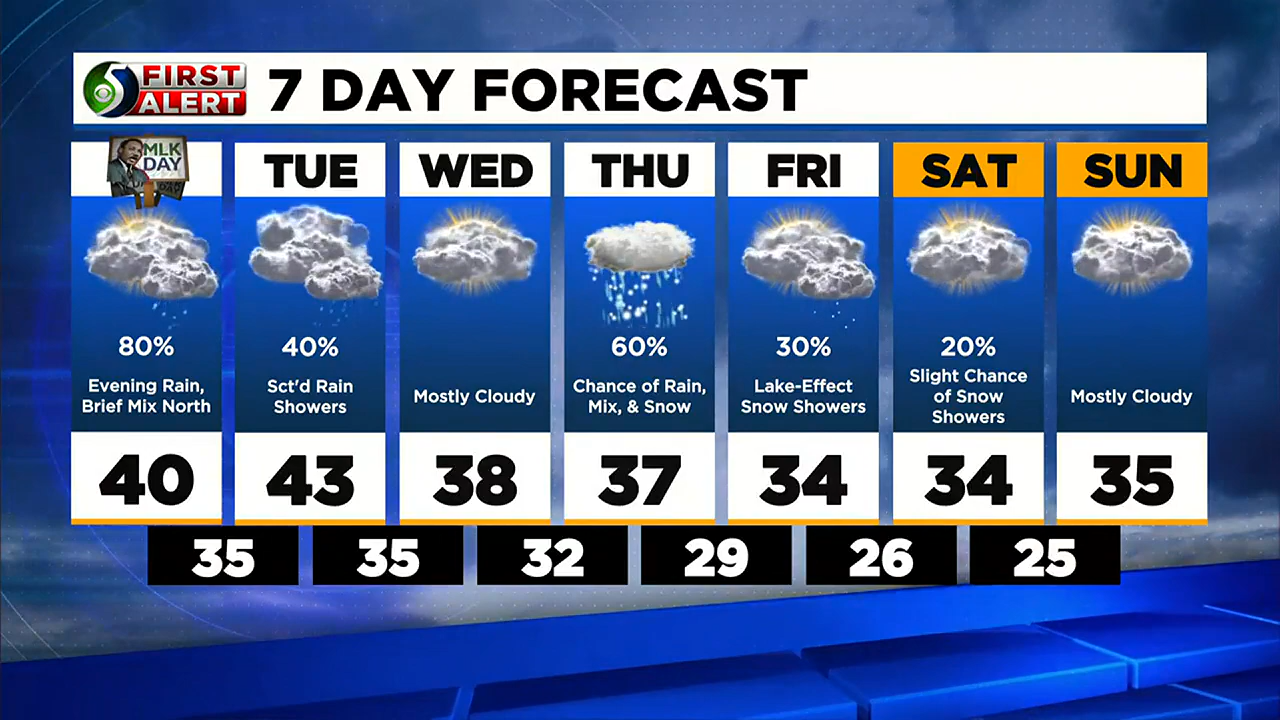 6 FIRST ALERT 7 DAY FORECAST
MLK DAY TUE WED THU FRI SAT SUN
80% 40% 60% 30% 20%
Evening Rain,
Brief Mix North
Sct'd Rain
Showers
Mostly Cloudy
Chance of Rain,
Mix, & Snow
Lake-Effect
Snow Showers
Slight Chance
of Snow
Showers
Mostly Cloudy
40 43 38 37 34 34 35
35 35 32 29 26 25